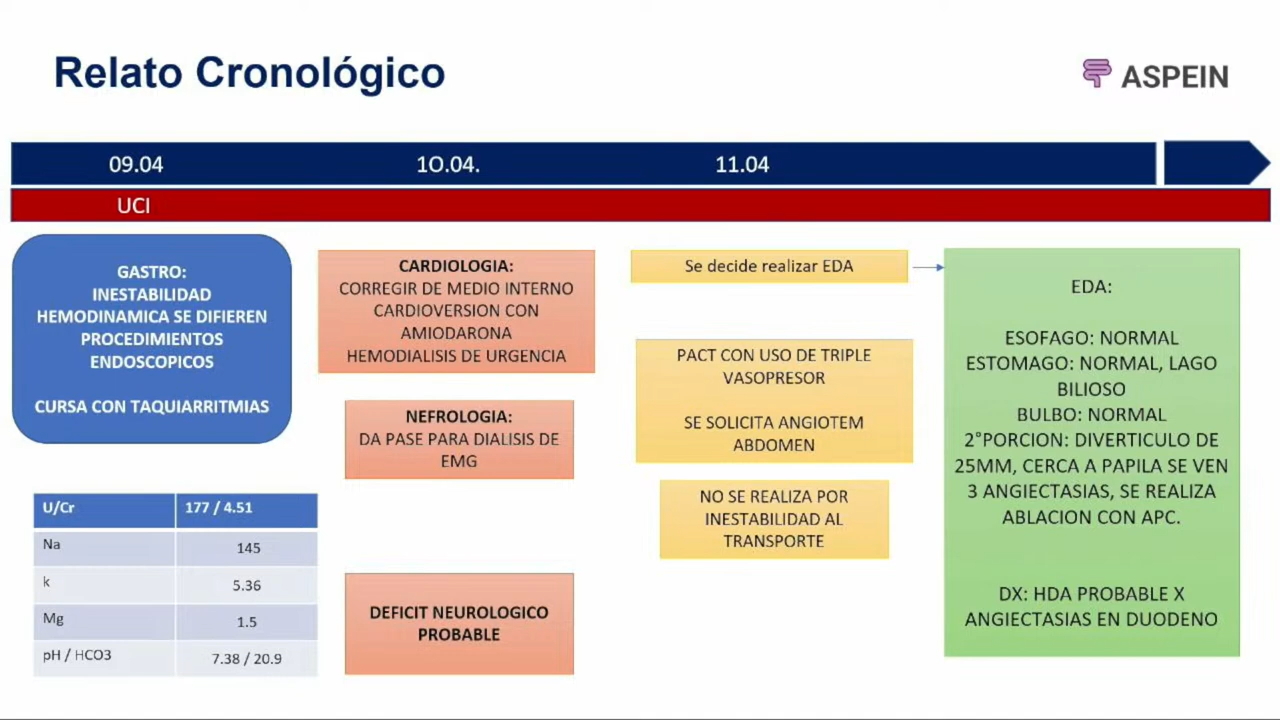 Relato Cronológico
ASPEIN
09.04
1O.04.
11.04
UCI
GASTRO:
INESTABILIDAD
HEMODINAMICA SE DIFIEREN
PROCEDIMIENTOS
ENDOSCOPICOS
CURSA CON TAQUIARRITMIAS
U/Cr 177 / 4.51
Na 145
k 5.36
Mg 1.5
pH / HCO3 7.38 / 20.9
CARDIOLOGIA:
CORREGIR DE MEDIO INTERNO
CARDIOVERSION CON
AMIODARONA
HEMODIALISIS DE URGENCIA
NEFROLOGIA:
DA PASE PARA DIALISIS DE
EMG
DEFICIT NEUROLOGICO
PROBABLE
Se decide realizar EDA
PACT CON USO DE TRIPLE
VASOPRESOR
SE SOLICITA ANGIOTEM
ABDOMEN
NO SE REALIZA POR
INESTABILIDAD AL
TRANSPORTE
EDA:
ESOFAGO: NORMAL
ESTOMAGO: NORMAL, LAGO
BILIOSO
BULBO: NORMAL
2°PORCION: DIVERTICULO DE
25MM, CERCA A PAPILA SE VEN
3 ANGIECTASIAS, SE REALIZA
ABLACION CON APC.
DX: HDA PROBABLE X
ANGIECTASIAS EN DUODENO